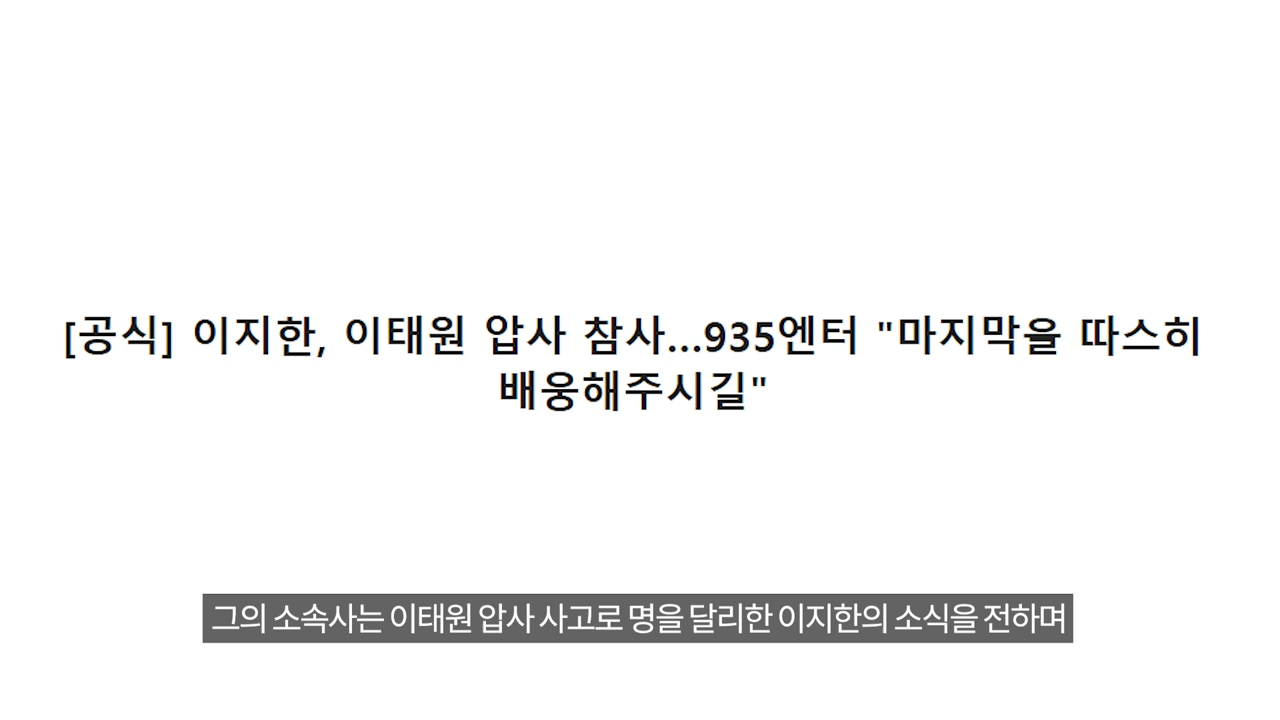 [공식] 이지한, 이태원 압사 참사...935엔터 "마지막을 따스히
배웅해주시길"
그의 소속사는 이태원 압사 사고로 명을 달리한 이지한의 소식을 전하며